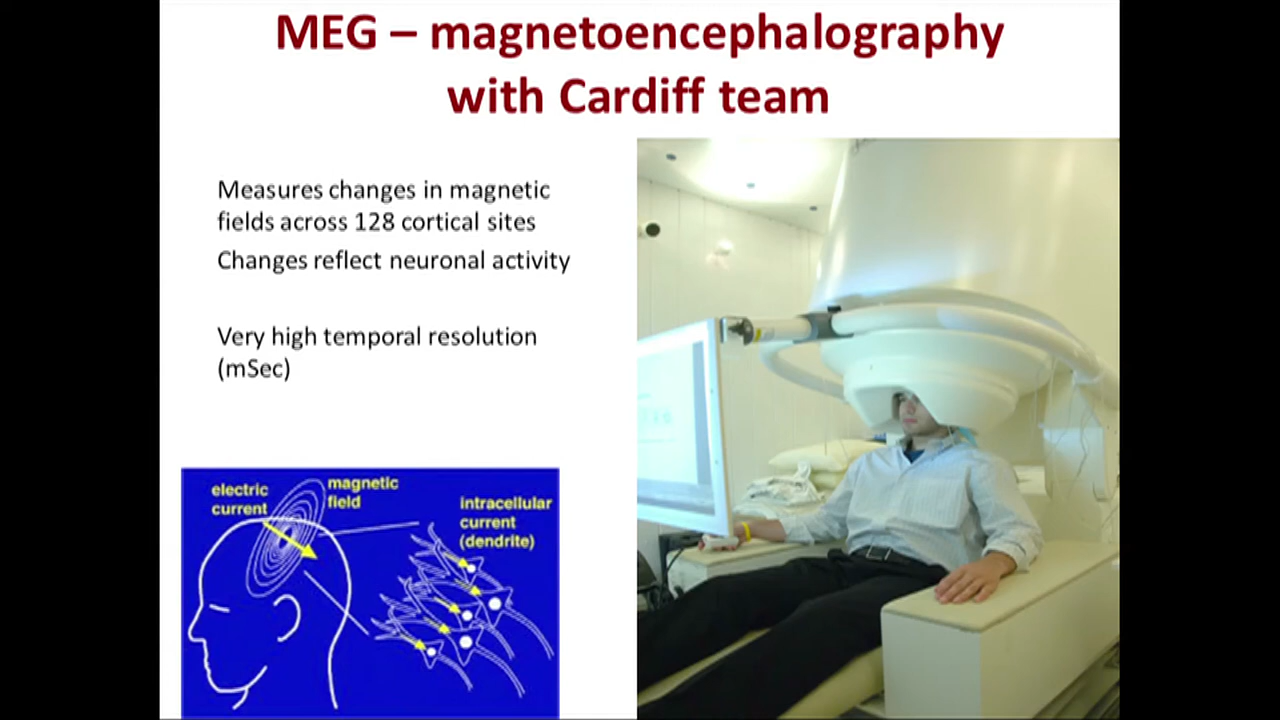 MEG – magnetoencephalography
with Cardiff team
Measures changes in magnetic
fields across 128 cortical sites
Changes reflect neuronal activity
Very high temporal resolution
(mSec)
electric
current
magnetic
field
intracellular
current
(dendrite)